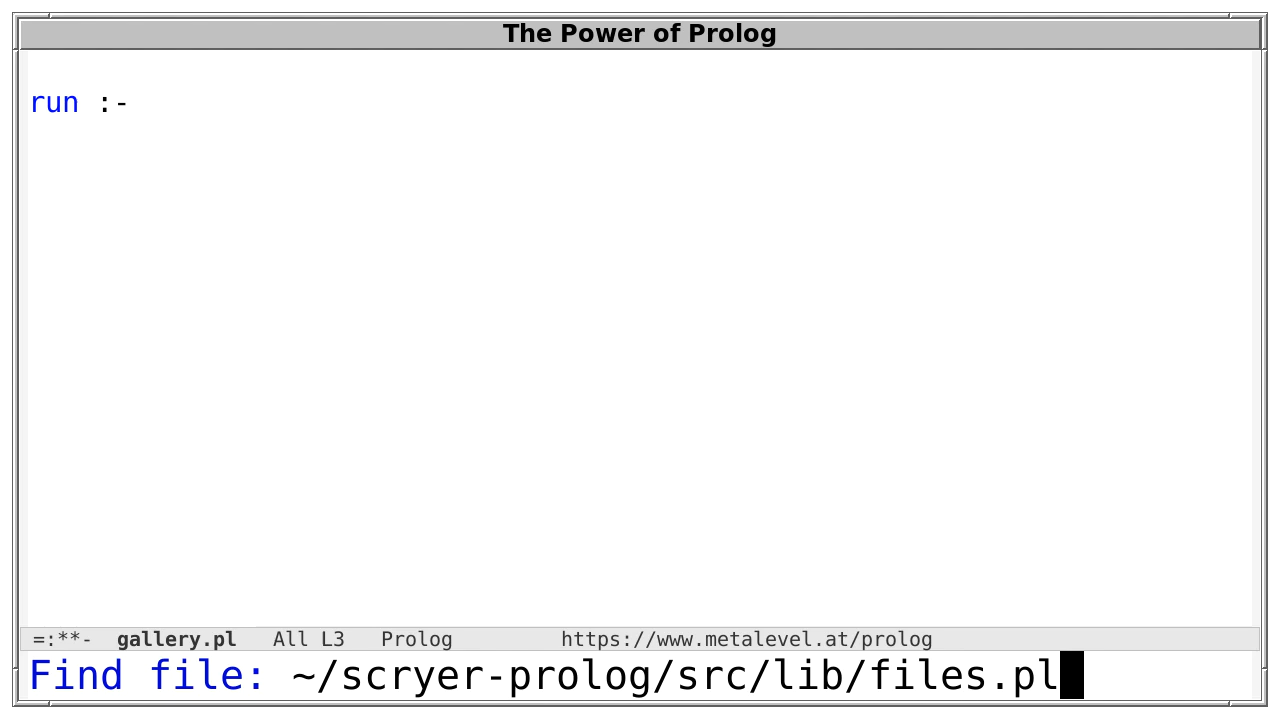 The Power of Prolog
run :-
=:**-  gallery.pl   All L3   Prolog         https://www.metalevel.at/prolog
Find file: ~/scryer-prolog/src/lib/files.pl